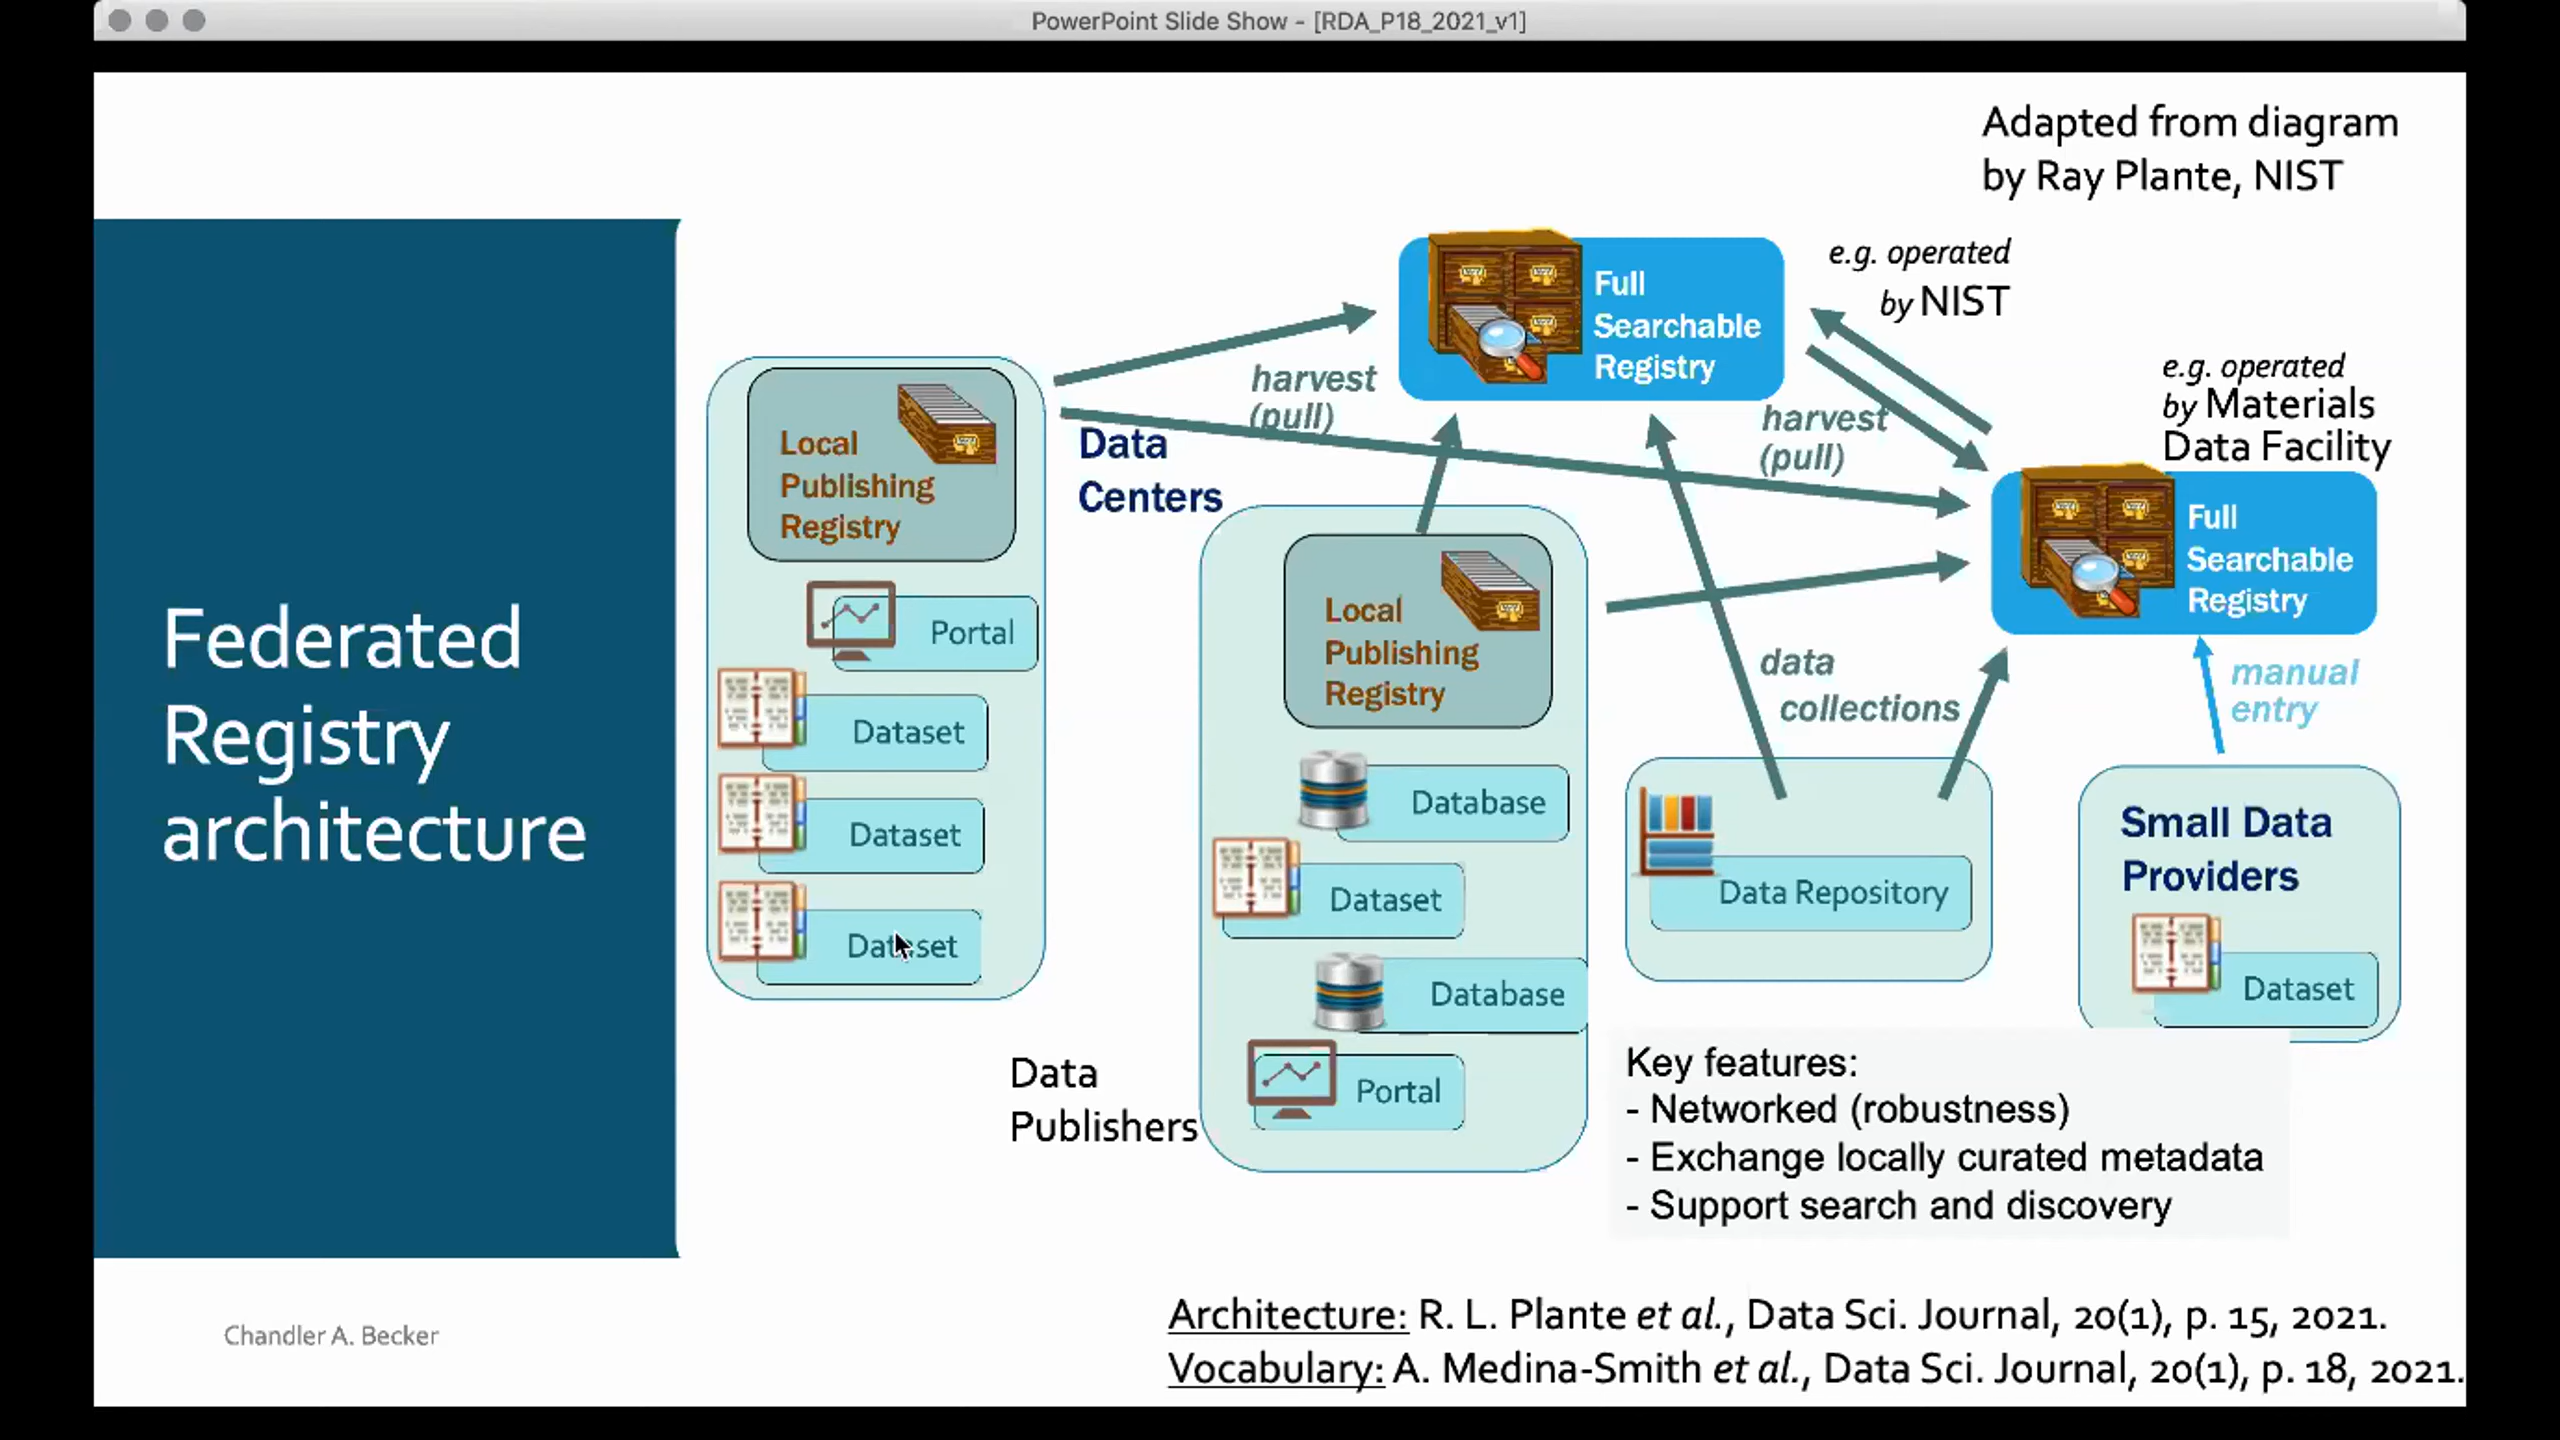 PowerPoint Slide Show - [RDA_P18_2021_v1]
Adapted from diagram
by Ray Plante, NIST
Federated
Registry
architecture
Full
Searchable
Registry
e.g. operated
by NIST
e.g. operated
by Materials
Data Facility
Full
Searchable
Registry
harvest
(pull)
harvest
(pull)
Data
Centers
Local
Publishing
Registry
Portal
Dataset
Dataset
Dataset
Local
Publishing
Registry
Database
Dataset
Database
Portal
Data
Publishers
data
collections
Data Repository
manual
entry
Small Data
Providers
Dataset
Key features:
- Networked (robustness)
- Exchange locally curated metadata
- Support search and discovery
Chandler A. Becker
Architecture: R. L. Plante et al., Data Sci. Journal, 20(1), p. 15, 2021.
Vocabulary: A. Medina-Smith et al., Data Sci. Journal, 20(1), p. 18, 2021.